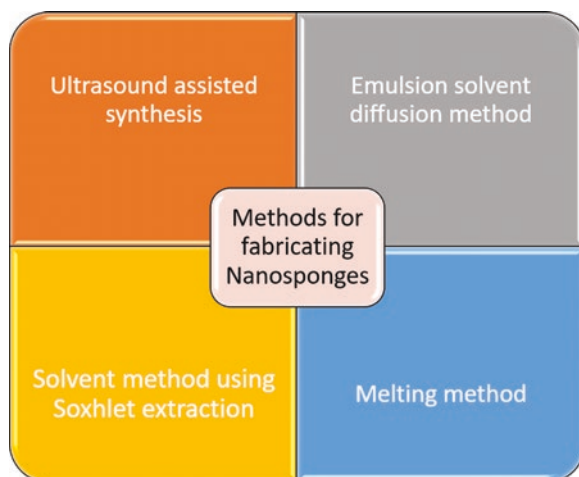 Ultrasound assisted
synthesis
Emulsion solvent
diffusion method
Methods for
fabricating
Nanosponges
Solvent method using
Soxhlet extraction
Melting method